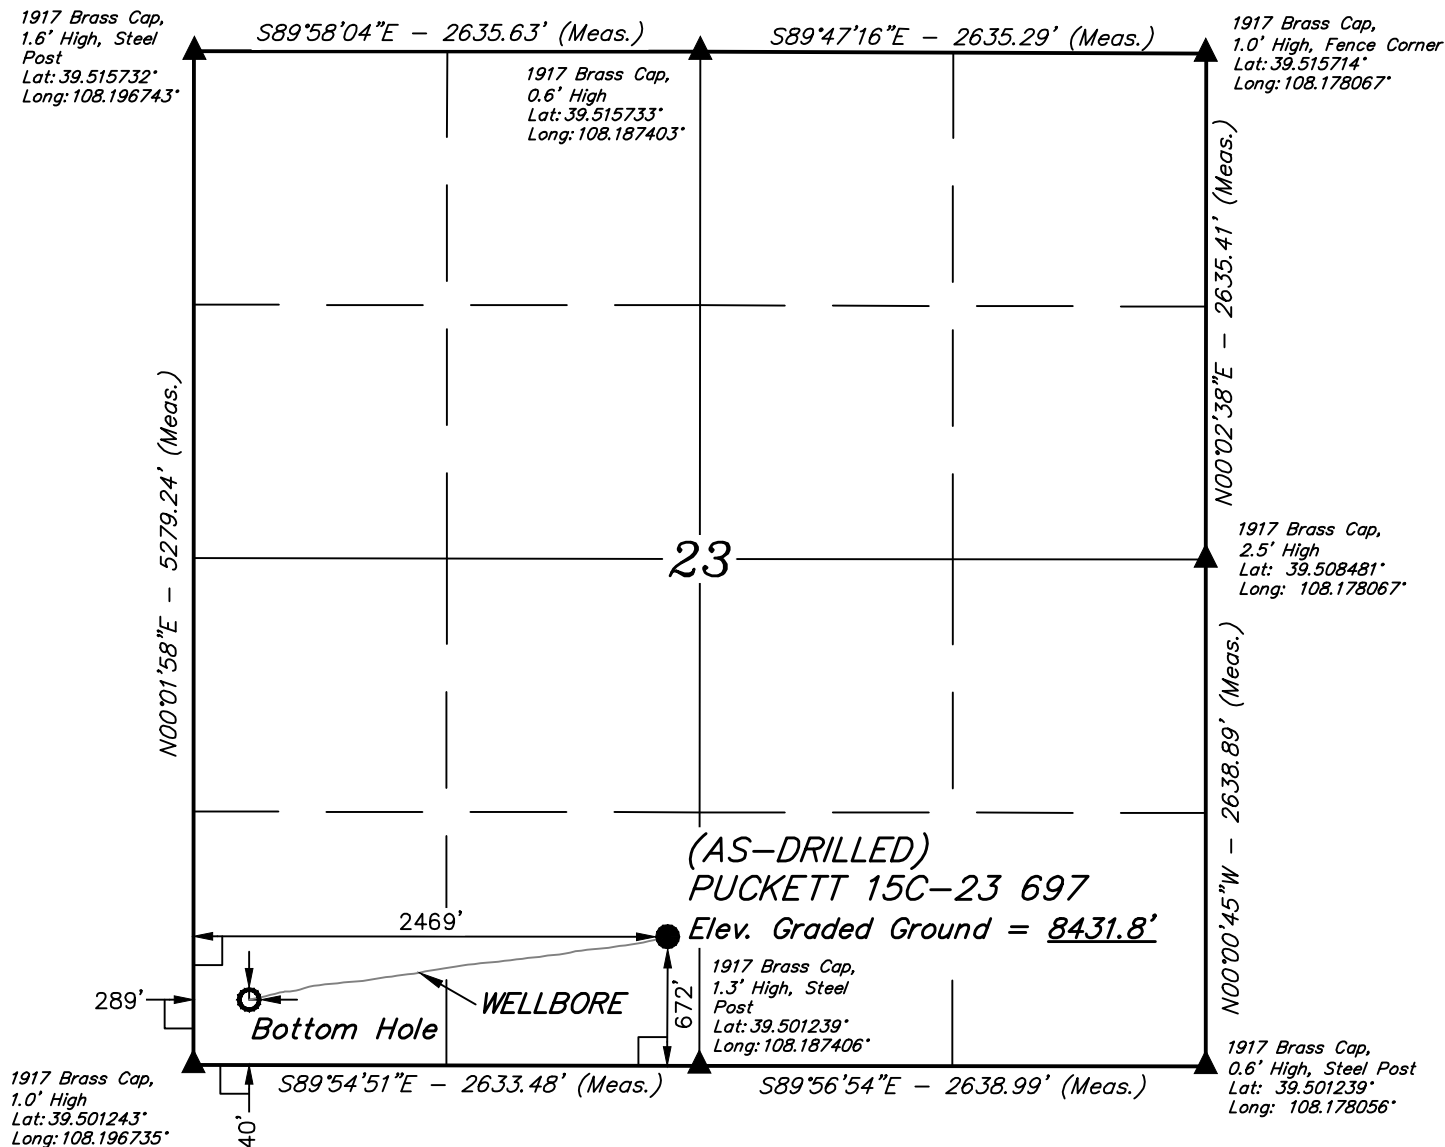 1917 Brass Cap,
1.6' High, Steel
Post
Lat: 39.515732°
Long: 108.196743°
S89°58'04"E - 2635.63' (Meas.)
1917 Brass Cap,
0.6' High
Lat: 39.515733°
Long: 108.187403°
S89°47'16"E - 2635.29' (Meas.)
1917 Brass Cap,
1.0' High, Fence Corner
Lat: 39.515714°
Long: 108.178067°
N00°02'38"E - 2635.41' (Meas.)
N00°01'58"E - 5279.24' (Meas.)
23
1917 Brass Cap,
2.5' High
Lat: 39.508481°
Long: 108.178067°
N00°00'45"W - 2638.89' (Meas.)
(AS-DRILLED)
PUCKETT 15C-23 697
Elev. Graded Ground = 8431.8'
2469'
289'
WELLBORE
Bottom Hole
672'
1917 Brass Cap,
1.3' High, Steel
Post
Lat: 39.501239°
Long: 108.187406°
1917 Brass Cap,
1.0' High
Lat: 39.501243°
Long: 108.196735°
S89°54'51"E - 2633.48' (Meas.)
S89°56'54"E - 2638.99' (Meas.)
1917 Brass Cap,
0.6' High, Steel Post
Lat: 39.501239°
Long: 108.178056°